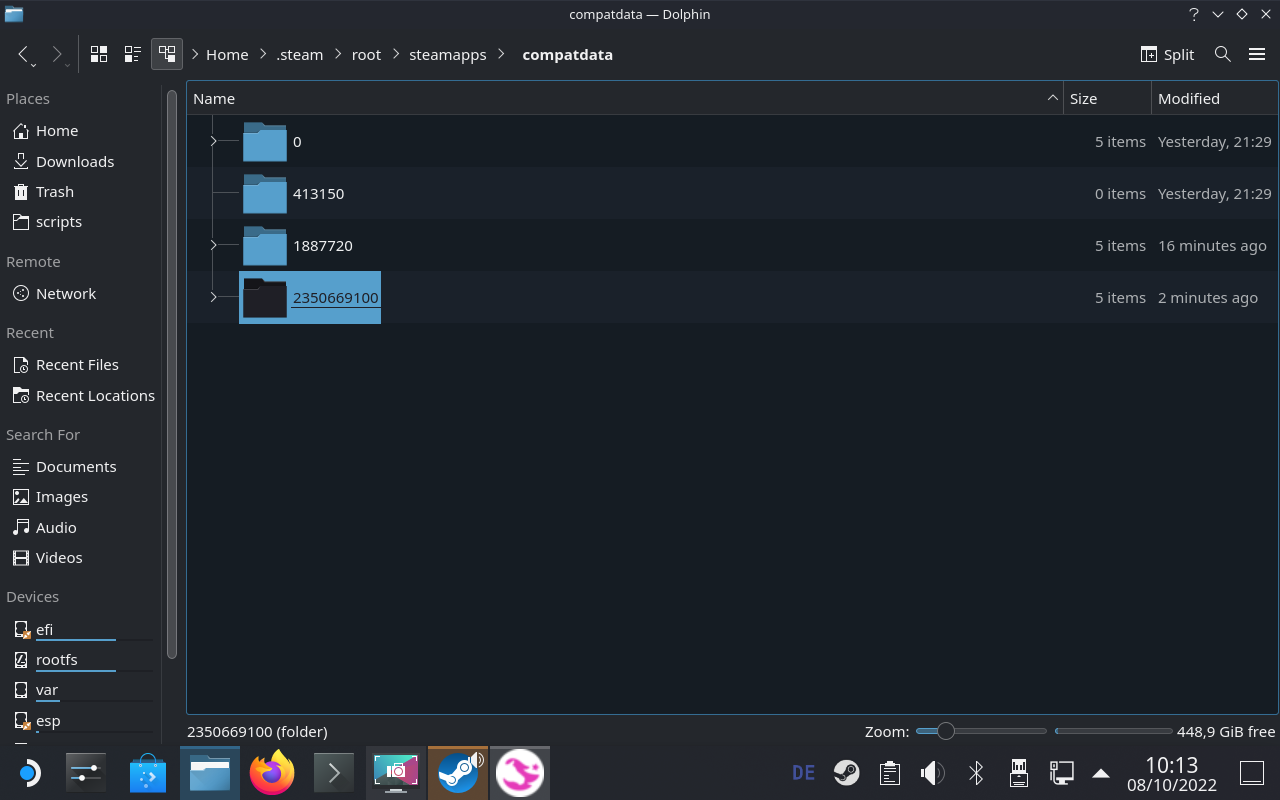 compatdata — Dolphin
Home .steam root steamapps compatdata Split
Places
Home
Downloads
Trash
scripts
Remote
Network
Recent
Recent Files
Recent Locations
Search For
Documents
Images
Audio
Videos
Devices
efi
rootfs
var
esp
Name Size Modified
0 5 items Yesterday, 21:29
413150 0 items Yesterday, 21:29
1887720 5 items 16 minutes ago
2350669100 5 items 2 minutes ago
2350669100 (folder) Zoom: 448,9 GiB free
DE 10:13
08/10/2022